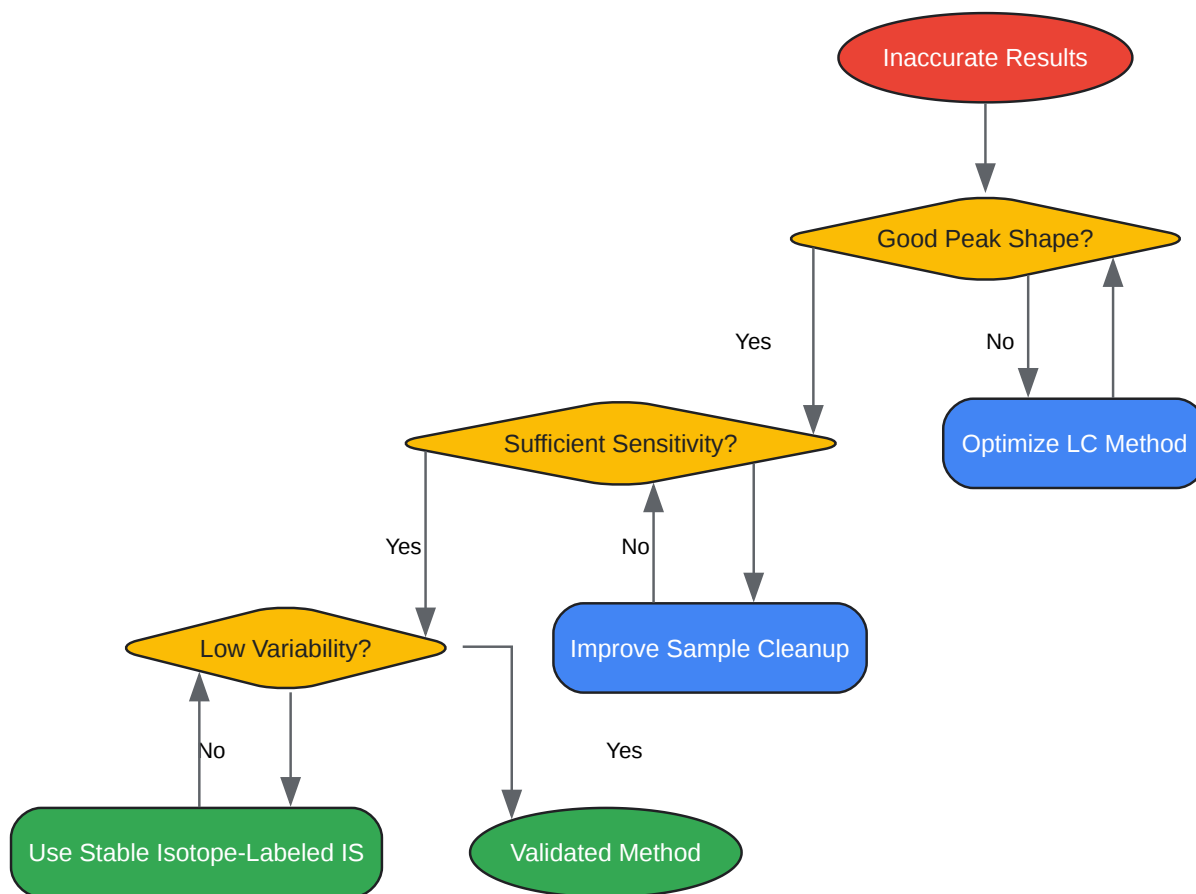 Inaccurate Results
Good Peak Shape?
Yes
No
Optimize LC Method
Sufficient Sensitivity?
Yes
No
Improve Sample Cleanup
Low Variability?
No
Yes
Use Stable Isotope-Labeled IS
Validated Method